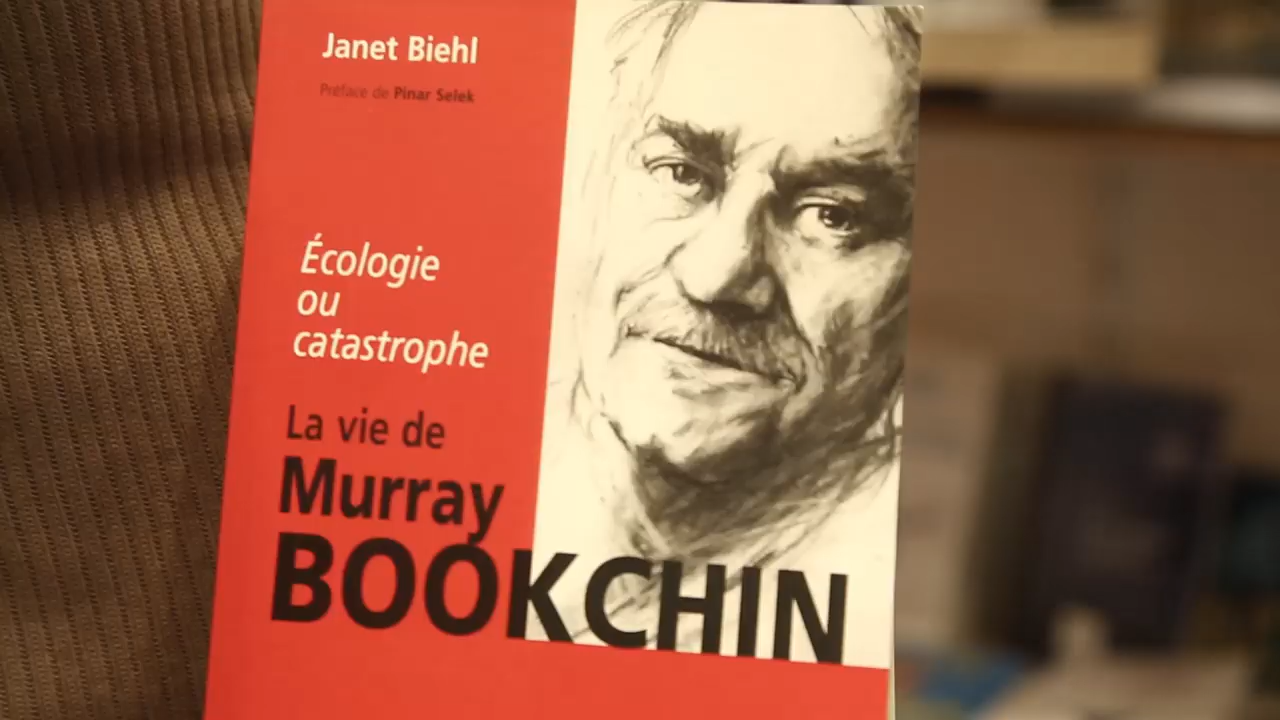 Janet Biehl
Préface de Pinar Selek
Écologie
ou
catastrophe
La vie de
Murray
BOOKCHIN